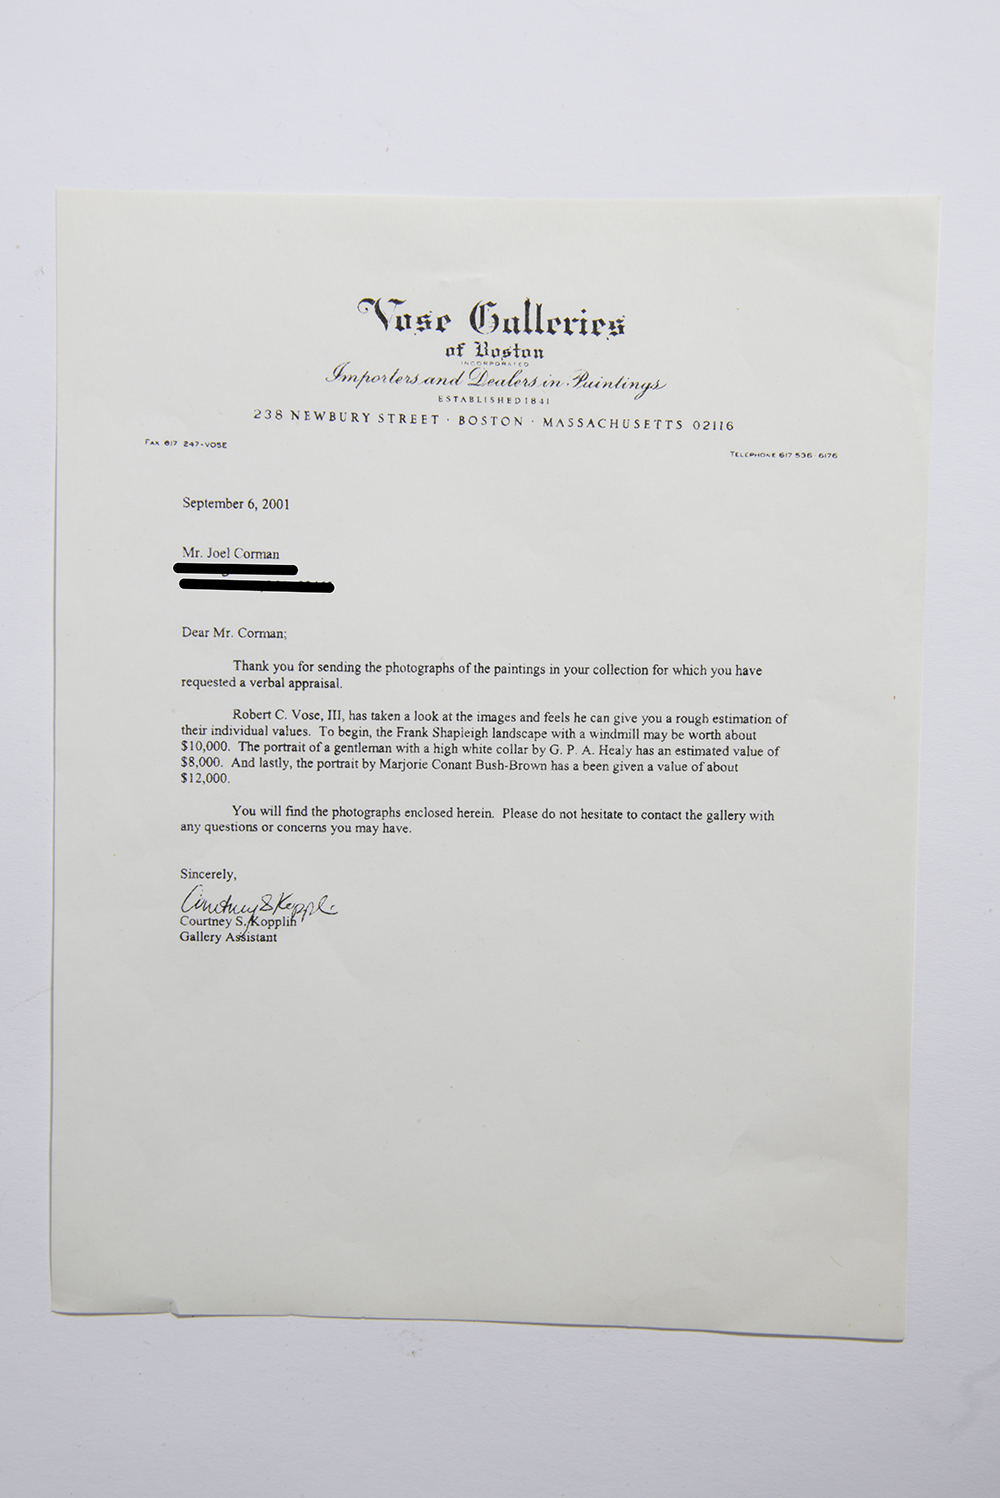 Vose Galleries
of Boston
INCORPORATED
Importers and Dealers in Paintings
ESTABLISHED 1841
238 NEWBURY STREET · BOSTON · MASSACHUSETTS 02116
FAX 617 247-VOSE
TELEPHONE 617 536 6176
September 6, 2001
Mr. Joel Corman
Dear Mr. Corman;
Thank you for sending the photographs of the paintings in your collection for which you have
requested a verbal appraisal.
Robert C. Vose, III, has taken a look at the images and feels he can give you a rough estimation of
their individual values. To begin, the Frank Shapleigh landscape with a windmill may be worth about
$10,000. The portrait of a gentleman with a high white collar by G. P. A. Healy has an estimated value of
$8,000. And lastly, the portrait by Marjorie Conant Bush-Brown has a been given a value of about
$12,000.
You will find the photographs enclosed herein. Please do not hesitate to contact the gallery with
any questions or concerns you may have.
Sincerely,
Courtney S Kopplin
Courtney S. Kopplin
Gallery Assistant